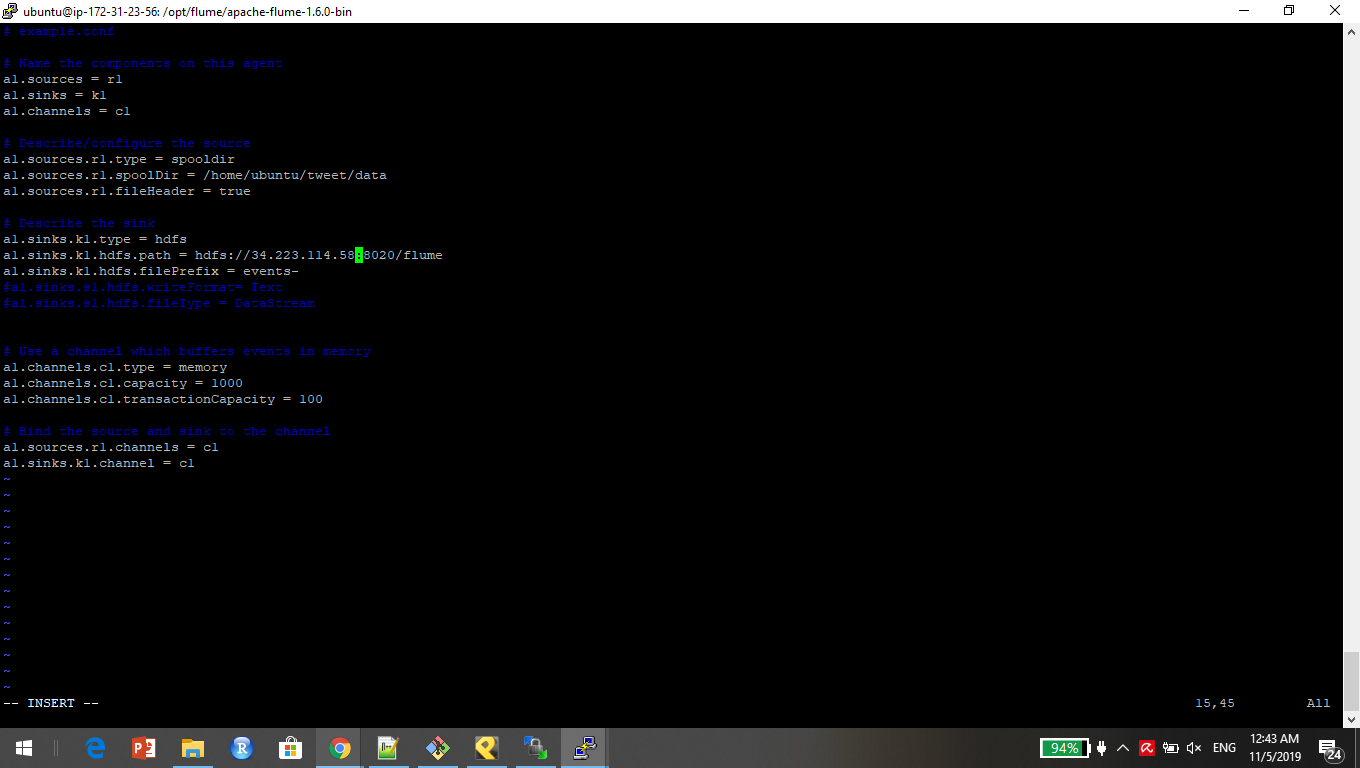 ubuntu@ip-172-31-23-56: /opt/flume/apache-flume-1.6.0-bin
# example.conf
# Name the components on this agent
a1.sources = r1
a1.sinks = k1
a1.channels = c1
# Describe/configure the source
a1.sources.r1.type = spooldir
a1.sources.r1.spoolDir = /home/ubuntu/tweet/data
a1.sources.r1.fileHeader = true
# Describe the sink
a1.sinks.k1.type = hdfs
a1.sinks.k1.hdfs.path = hdfs://34.223.114.58:8020/flume
a1.sinks.k1.hdfs.filePrefix = events-
#a1.sinks.s1.hdfs.writeFormat= Text
#a1.sinks.s1.hdfs.fileType = DataStream
# Use a channel which buffers events in memory
a1.channels.c1.type = memory
a1.channels.c1.capacity = 1000
a1.channels.c1.transactionCapacity = 100
# Bind the source and sink to the channel
a1.sources.r1.channels = c1
a1.sinks.k1.channel = c1
~
~
~
~
~
~
~
~
~
~
~
~
~
~
-- INSERT -- 15,45 All
94% ENG 12:43 AM
11/5/2019 24